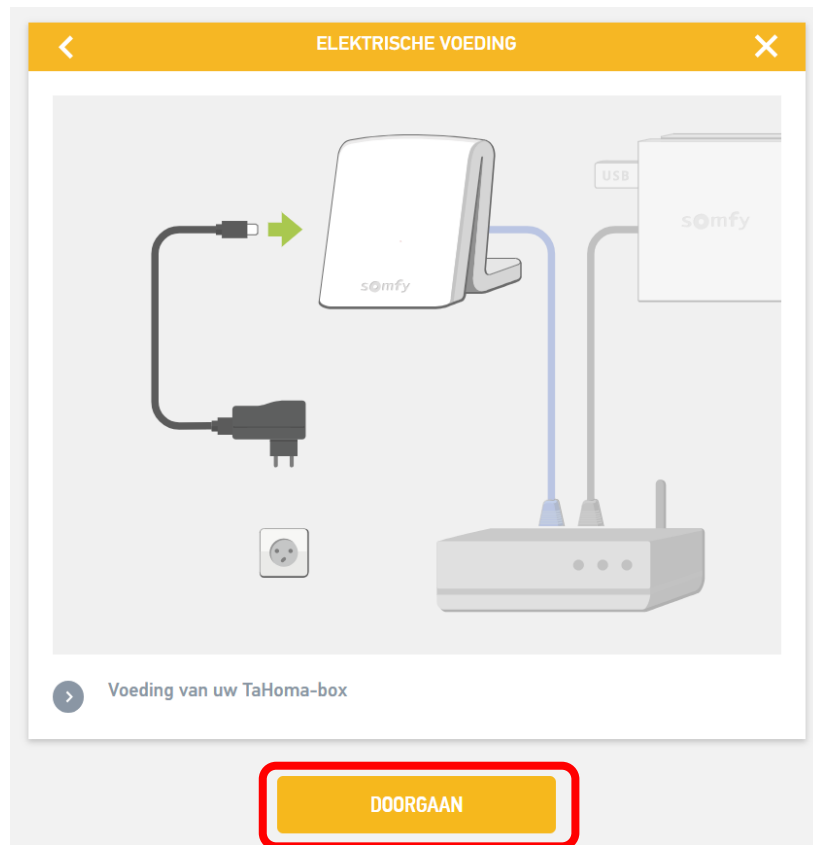 ELEKTRISCHE VOEDING
USB
somfy
somfy
Voeding van uw TaHoma-box
DOORGAAN